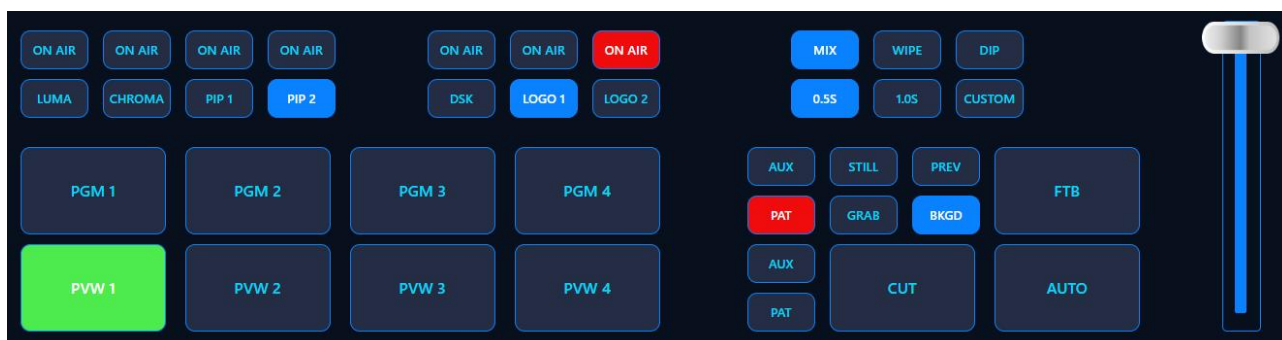 ON AIR ON AIR ON AIR ON AIR ON AIR ON AIR ON AIR MIX WIPE DIP
LUMA CHROMA PIP 1 PIP 2 DSK LOGO 1 LOGO 2 0.5S 1.0S CUSTOM
PGM 1 PGM 2 PGM 3 PGM 4 AUX STILL PREV FTB
PAT GRAB BKGD
PVW 1 PVW 2 PVW 3 PVW 4 AUX CUT AUTO
PAT